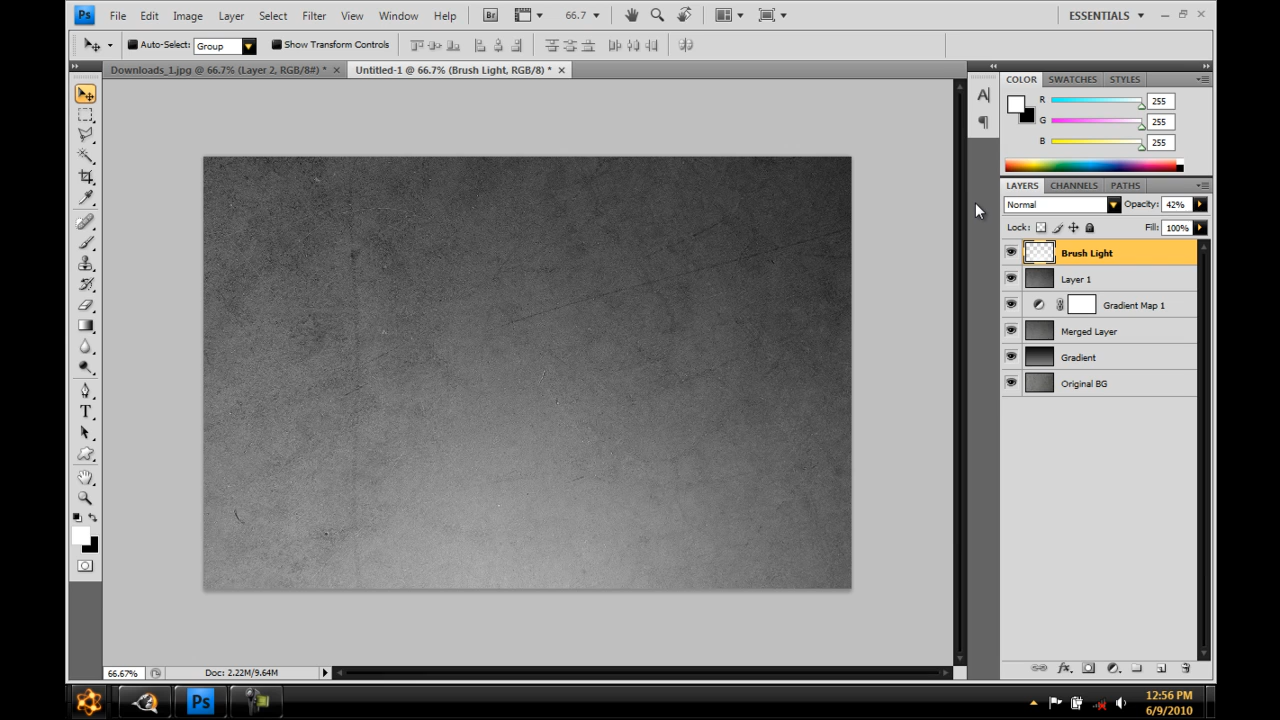 Ps File Edit Image Layer Select Filter View Window Help Br 66.7 ESSENTIALS
Auto-Select: Group Show Transform Controls
Downloads_1.jpg @ 66.7% (Layer 2, RGB/8#) * Untitled-1 @ 66.7% (Brush Light, RGB/8) *
COLOR SWATCHES STYLES
R 255
G 255
B 255
LAYERS CHANNELS PATHS
Normal Opacity: 42%
Lock: Fill: 100%
Brush Light
Layer 1
Gradient Map 1
Merged Layer
Gradient
Original BG
66.67% Doc: 2.22M/9.64M
Ps
12:56 PM
6/9/2010